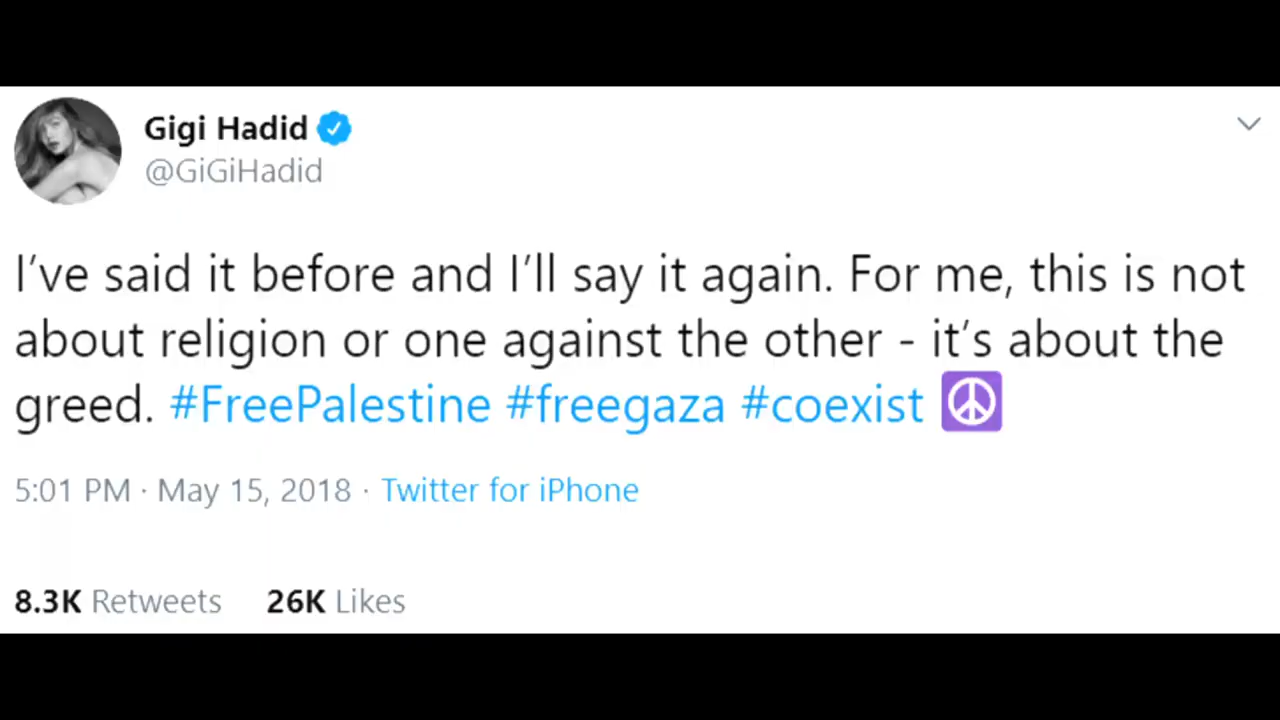 Gigi Hadid
@GiGiHadid
I've said it before and I'll say it again. For me, this is not
about religion or one against the other - it's about the
greed. #FreePalestine #freegaza #coexist ☮️
5:01 PM · May 15, 2018 · Twitter for iPhone
8.3K Retweets 26K Likes